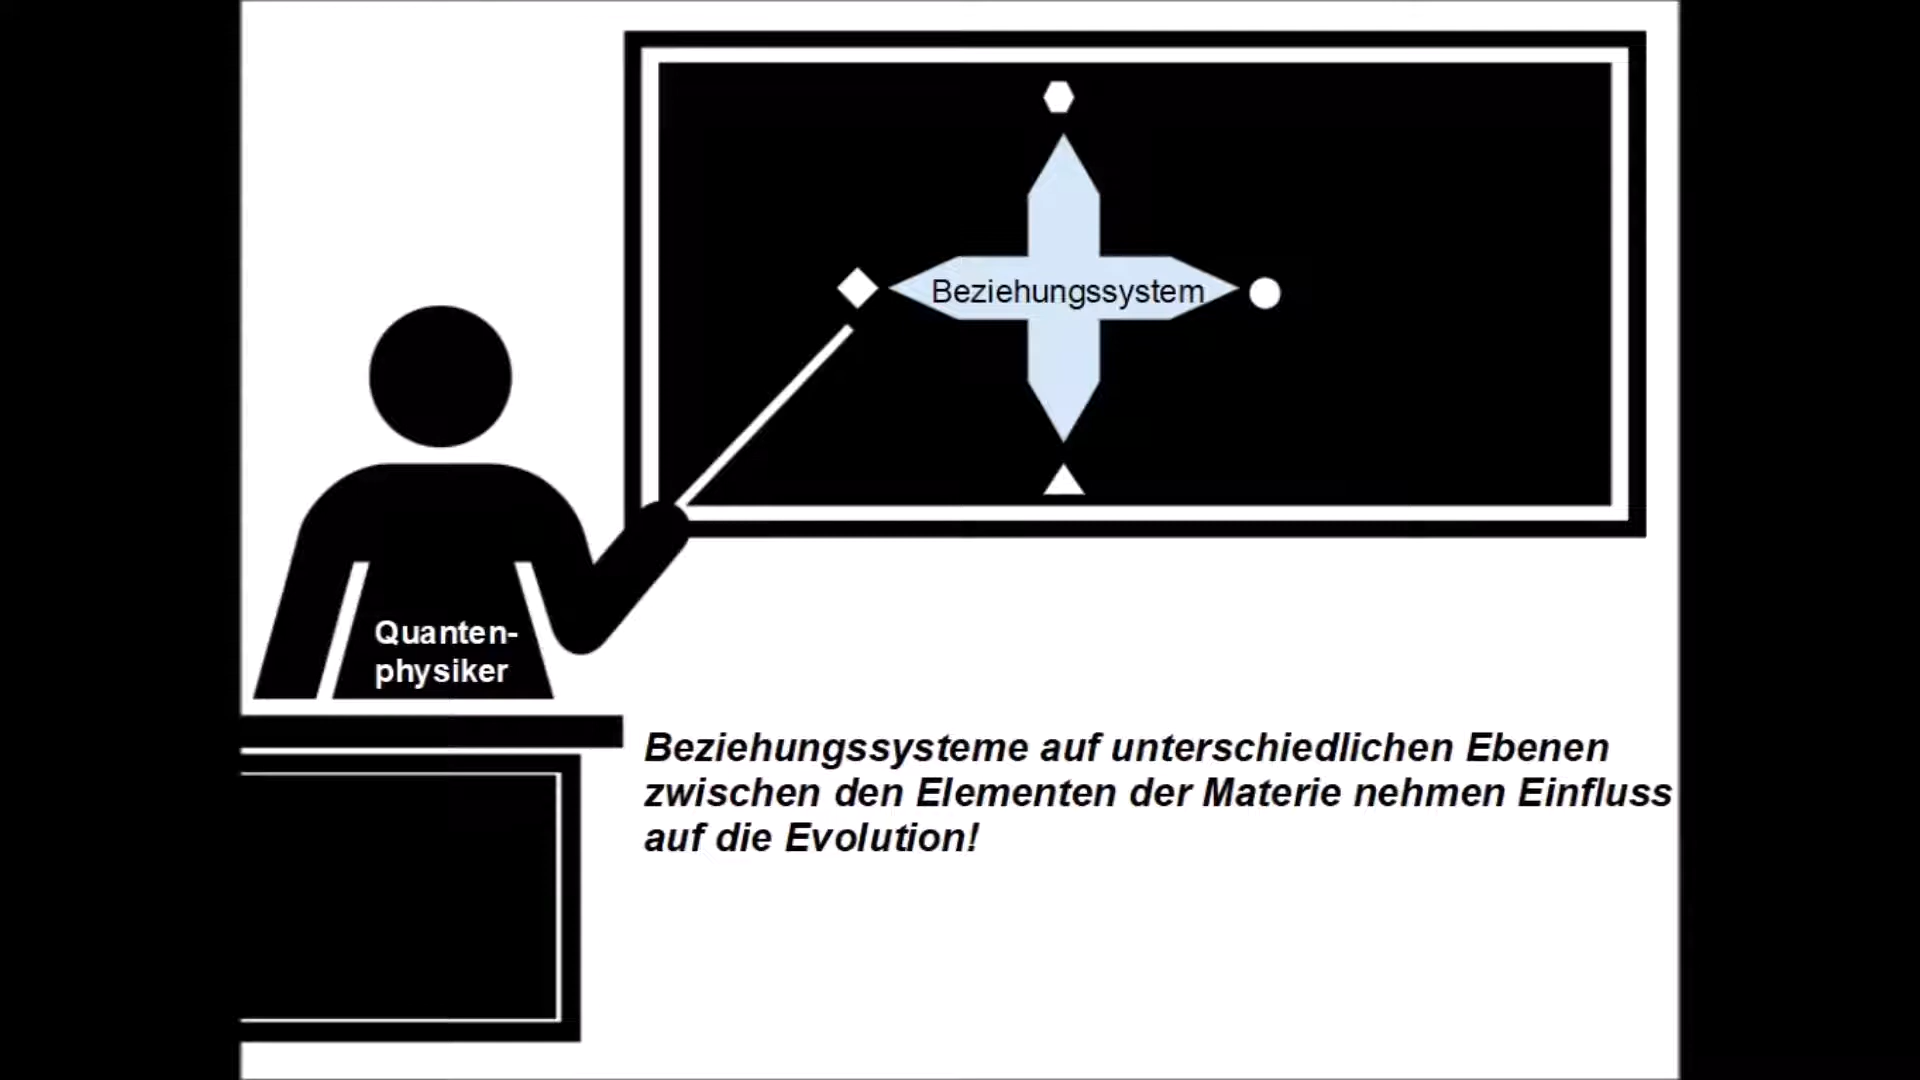 Beziehungssystem
Quanten-
physiker
Beziehungssysteme auf unterschiedlichen Ebenen
zwischen den Elementen der Materie nehmen Einfluss
auf die Evolution!